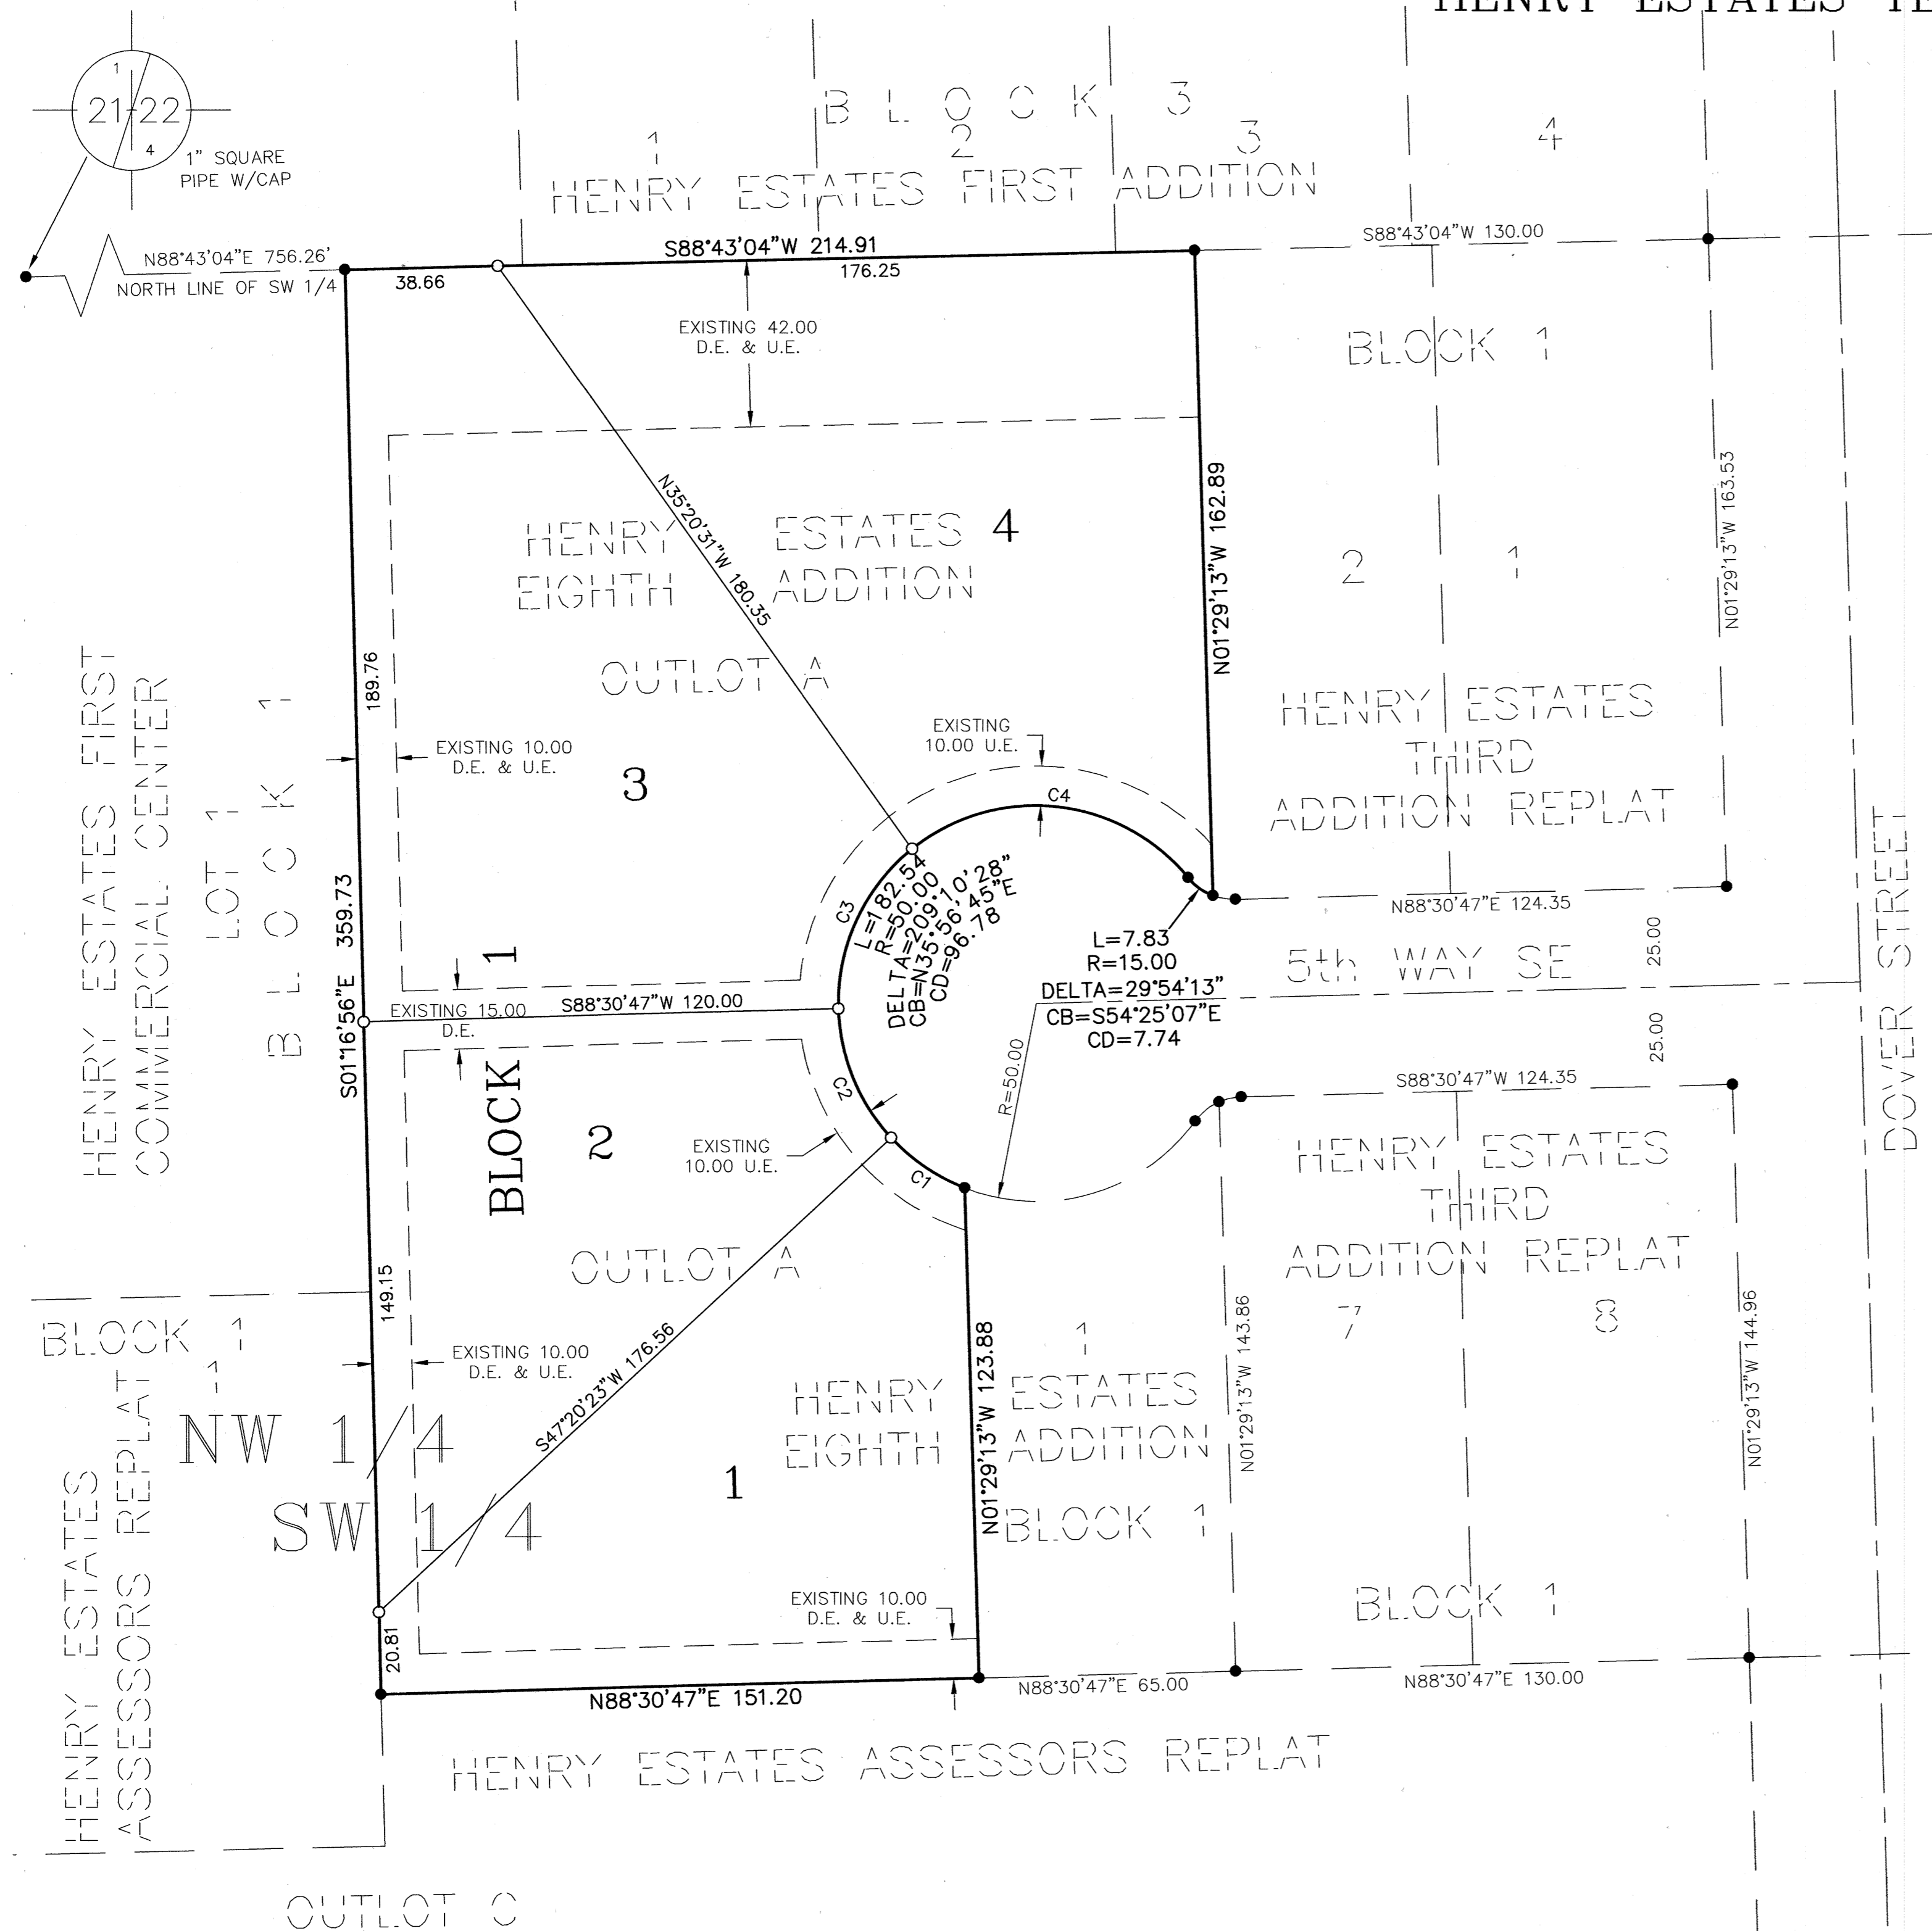 HENRY ESTATES
1
21 22
4
1" SQUARE
PIPE W/CAP
BLOCK 3
1
2
3
4
HENRY ESTATES FIRST ADDITION
N88°43'04"E 756.26'
NORTH LINE OF SW 1/4
S88°43'04"W 214.91
38.66
176.25
S88°43'04"W 130.00
EXISTING 42.00
D.E. & U.E.
BLOCK 1
N35°20'31"W 180.35
HENRY ESTATES
EIGHTH ADDITION
4
OUTLOT A
N01°29'13"W 162.89
2
1
N01°29'13"W 163.53
HENRY ESTATES FIRST
COMMERCIAL CENTER
LOT 1
BLOCK 1
189.76
S01°16'56"E 359.73
EXISTING 10.00
D.E. & U.E.
3
EXISTING
10.00 U.E.
HENRY ESTATES
THIRD
ADDITION REPLAT
C4
C3
L=182.54
R=50.00
DELTA=209°10'28"
CB=N35°56'45"E
CD=96.78
L=7.83
R=15.00
DELTA=29°54'13"
CB=S54°25'07"E
CD=7.74
N88°30'47"E 124.35
25.00
5th WAY SE
25.00
DOVER STREET
EXISTING 15.00
D.E.
S88°30'47"W 120.00
BLOCK 1
R=50.00
S88°30'47"W 124.35
C2
2
EXISTING
10.00 U.E.
C1
HENRY ESTATES
THIRD
ADDITION REPLAT
7
8
OUTLOT A
149.15
BLOCK 1
1
EXISTING 10.00
D.E. & U.E.
S47°20'23"W 176.56
NW 1/4
SW 1/4
1
N01°29'13"W 123.88
1
HENRY ESTATES
EIGHTH ADDITION
BLOCK 1
N01°29'13"W 143.86
N01°29'13"W 144.96
BLOCK 1
HENRY ESTATES
ASSESSORS REPLAT
EXISTING 10.00
D.E. & U.E.
20.81
N88°30'47"E 151.20
N88°30'47"E 65.00
N88°30'47"E 130.00
HENRY ESTATES ASSESSORS REPLAT
OUTLOT C